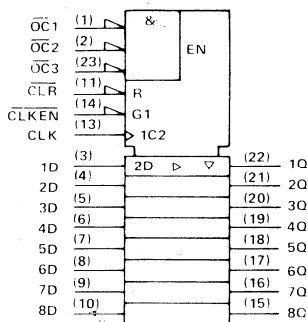 OC1 (1) & EN
OC2 (2)
OC3 (23)
CLR (11) R
CLKEN (14) G1
CLK (13) 1C2
1D (3) 2D ▷ ▽ (22) 1Q
2D (4) (21) 2Q
3D (5) (20) 3Q
4D (6) (19) 4Q
5D (7) (18) 5Q
6D (8) (17) 6Q
7D (9) (16) 7Q
8D (10) (15) 8Q